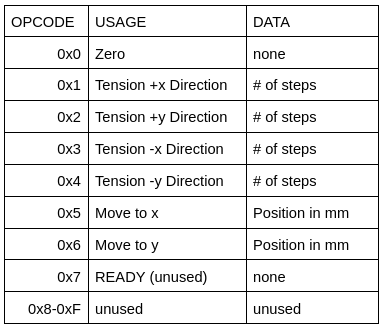 OPCODE USAGE DATA
0x0 Zero none
0x1 Tension +x Direction # of steps
0x2 Tension +y Direction # of steps
0x3 Tension -x Direction # of steps
0x4 Tension -y Direction # of steps
0x5 Move to x Position in mm
0x6 Move to y Position in mm
0x7 READY (unused) none
0x8-0xF unused unused